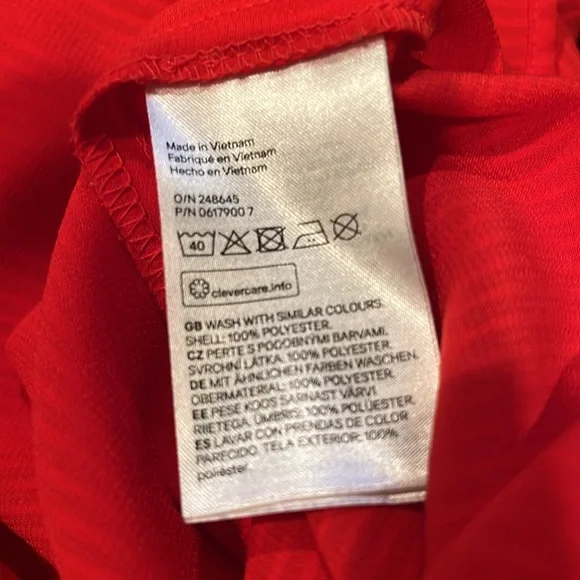 Made in Vietnam
Fabriqué en Vietnam
Hecho en Vietnam
O/N 248645
P/N 0617900 7
40
clevercare.info
GB WASH WITH SIMILAR COLOURS.
SHELL: 100% POLYESTER.
CZ PERTE S PODOBNÝMI BARVAMI.
SVRCHNÍ LÁTKA: 100% POLYESTER.
DE MIT ÄHNLICHEN FARBEN WASCHEN.
OBERMATERIAL: 100% POLYESTER.
EE PESE KOOS SARNAST VÄRVI
RIIETEGA. ÜMBRIS: 100% POLÜESTER.
ES LAVAR CON PRENDAS DE COLOR
PARECIDO. TELA EXTERIOR: 100%
poliéster